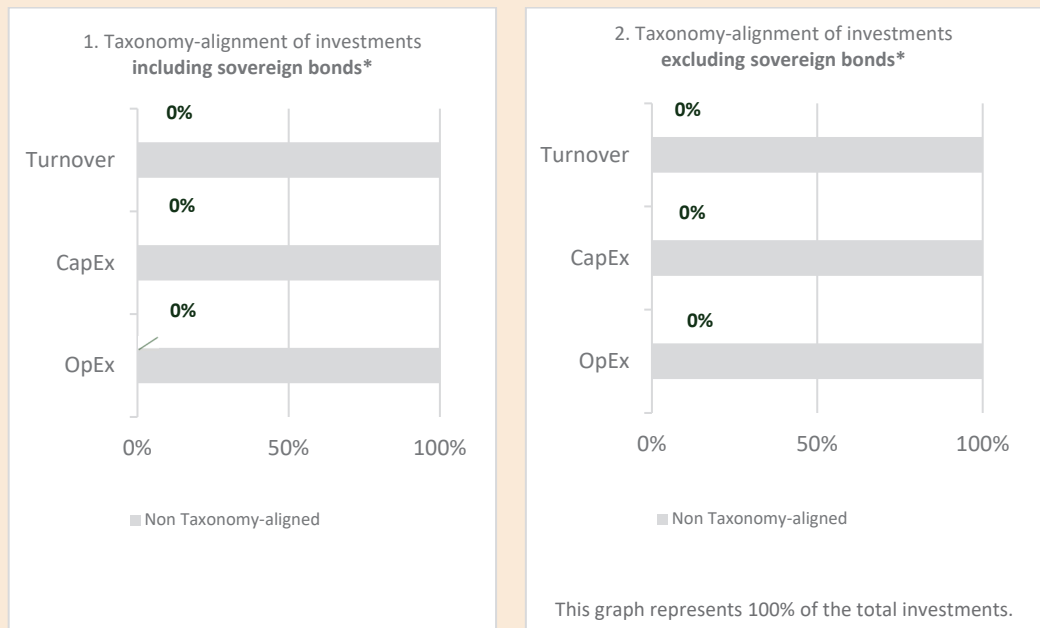 1. Taxonomy-alignment of investments
including sovereign bonds*
0%
Turnover
0%
CapEx
0%
OpEx
0% 50% 100%
Non Taxonomy-aligned
2. Taxonomy-alignment of investments
excluding sovereign bonds*
0%
Turnover
0%
CapEx
0%
OpEx
0% 50% 100%
Non Taxonomy-aligned
This graph represents 100% of the total investments.